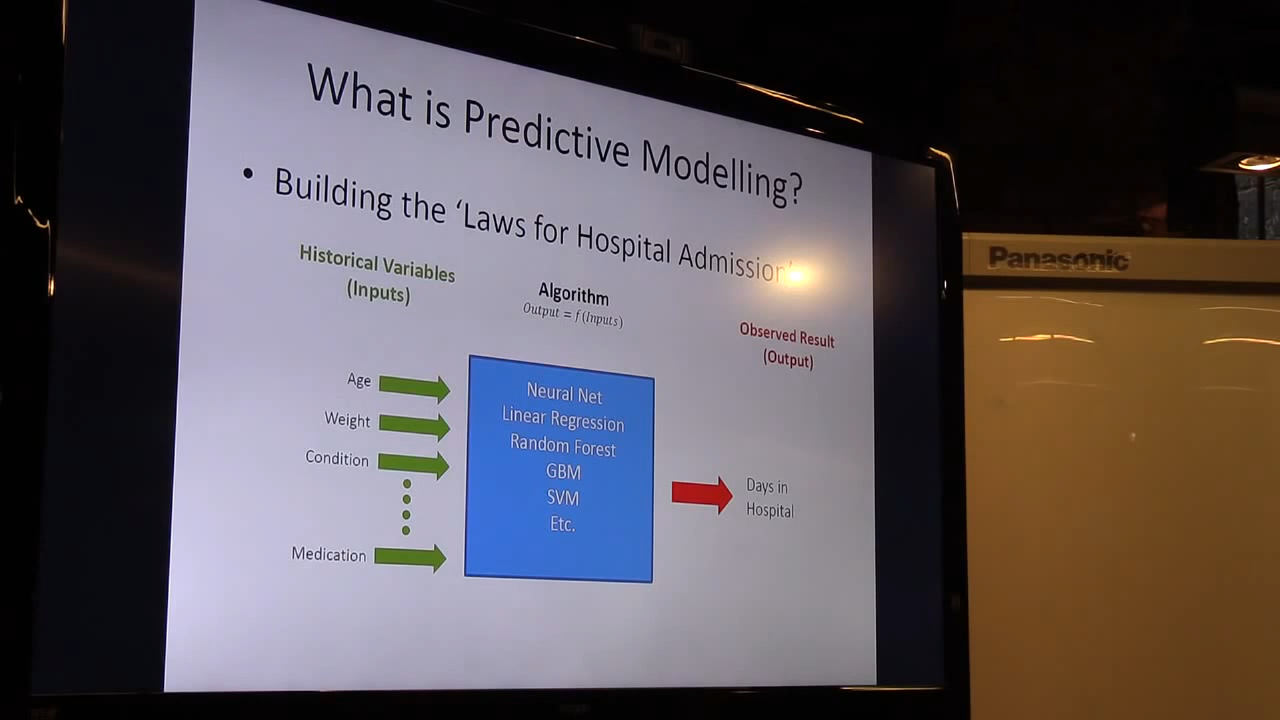 What is Predictive Modelling?
• Building the ‘Laws for Hospital Admission’
Historical Variables
(Inputs)
Algorithm
Output = f(Inputs)
Observed Result
(Output)
Age
Weight
Condition
Medication
Neural Net
Linear Regression
Random Forest
GBM
SVM
Etc.
Days in
Hospital
Panasonic